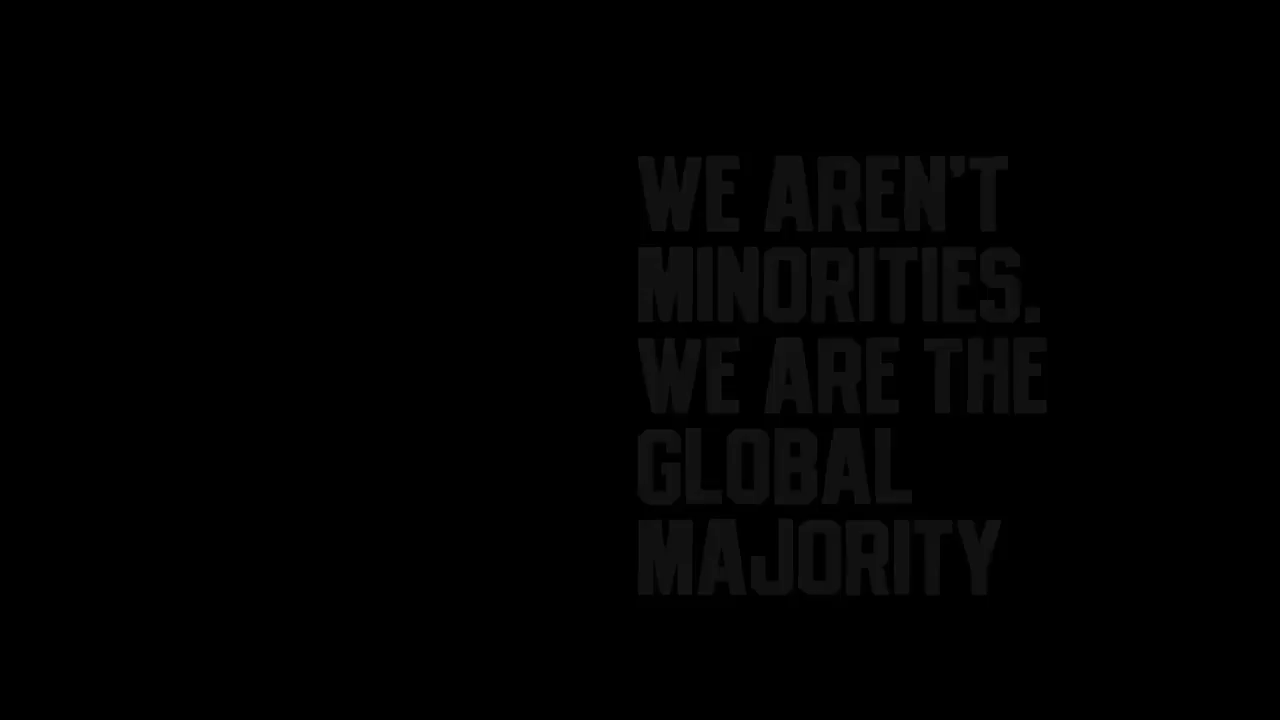 WE AREN'T
MINORITIES.
WE ARE THE
GLOBAL
MAJORITY